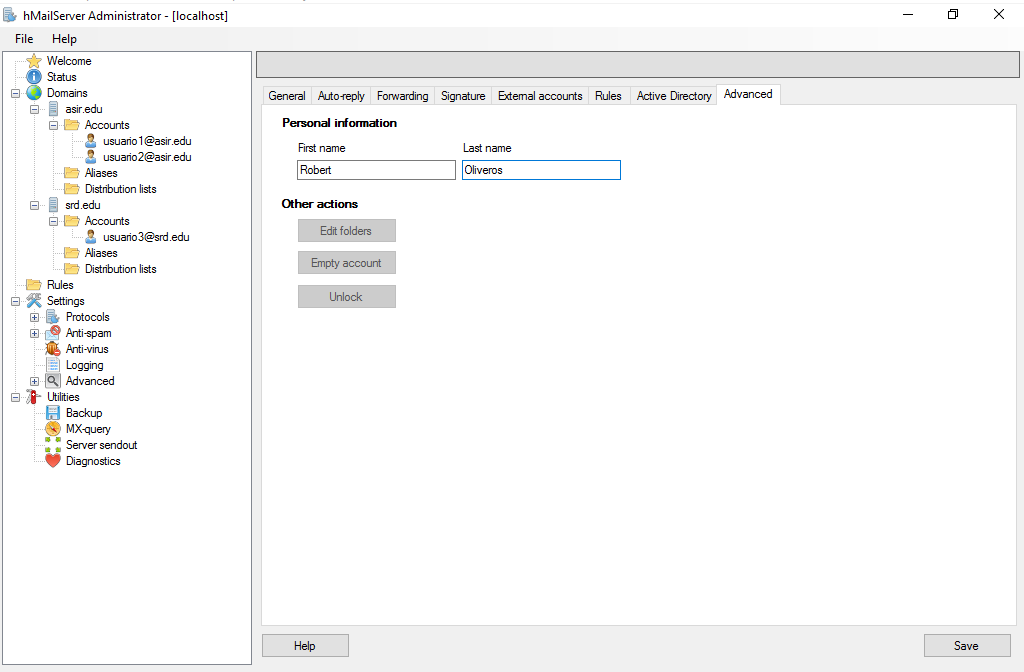 hMailServer Administrator - [localhost]
File Help
Welcome
Status
Domains
asir.edu
Accounts
usuario1@asir.edu
usuario2@asir.edu
Aliases
Distribution lists
srd.edu
Accounts
usuario3@srd.edu
Aliases
Distribution lists
Rules
Settings
Protocols
Anti-spam
Anti-virus
Logging
Advanced
Utilities
Backup
MX-query
Server sendout
Diagnostics
General Auto-reply Forwarding Signature External accounts Rules Active Directory Advanced
Personal information
First name Last name
Robert Oliveros
Other actions
Edit folders
Empty account
Unlock
Help Save